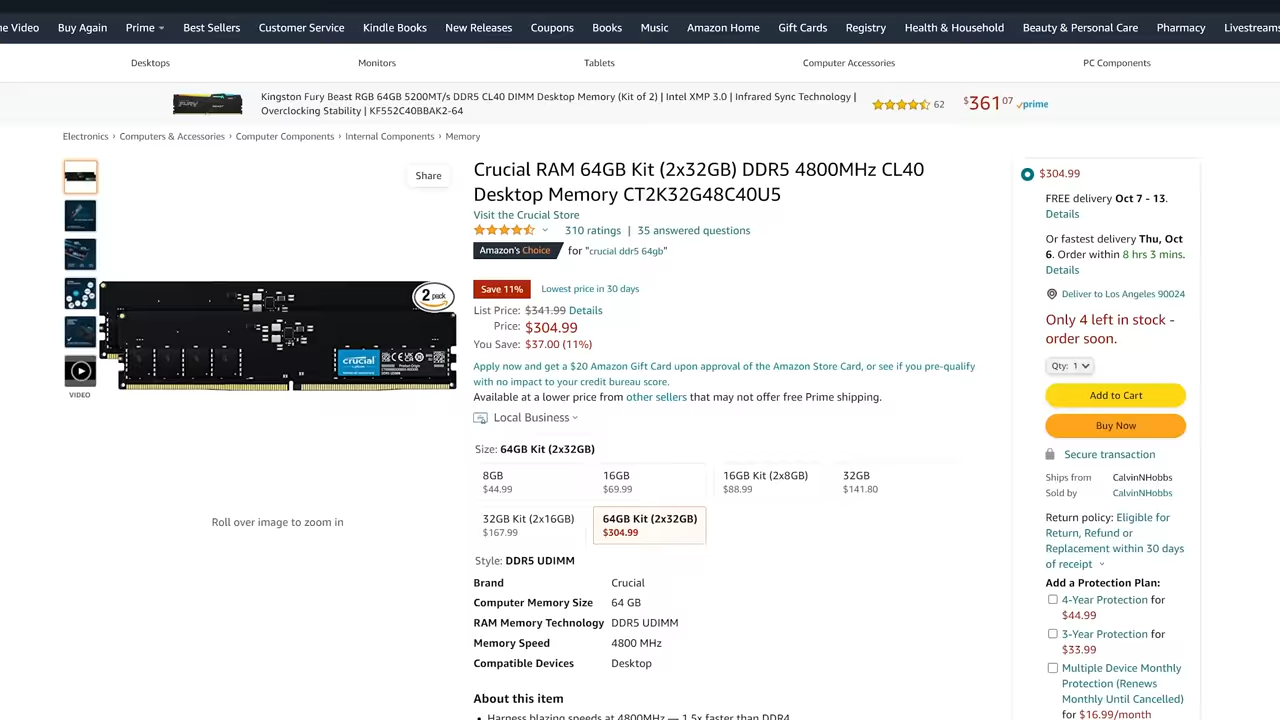 ne Video Buy Again Prime Best Sellers Customer Service Kindle Books New Releases Coupons Books Music Amazon Home Gift Cards Registry Health & Household Beauty & Personal Care Pharmacy Livestreams
Desktops Monitors Tablets Computer Accessories PC Components
FURY
Kingston Fury Beast RGB 64GB 5200MT/s DDR5 CL40 DIMM Desktop Memory (Kit of 2) | Intel XMP 3.0 | Infrared Sync Technology |
Overclocking Stability | KF552C40BBAK2-64
62
$36107 prime
Electronics › Computers & Accessories › Computer Components › Internal Components › Memory
Share
2 pack
crucial
VIDEO
Roll over image to zoom in
Crucial RAM 64GB Kit (2x32GB) DDR5 4800MHz CL40
Desktop Memory CT2K32G48C40U5
Visit the Crucial Store
310 ratings | 35 answered questions
Amazon's Choice for "crucial ddr5 64gb"
Save 11% Lowest price in 30 days
List Price: $341.99 Details
Price: $304.99
You Save: $37.00 (11%)
Apply now and get a $20 Amazon Gift Card upon approval of the Amazon Store Card, or see if you pre-qualify
with no impact to your credit bureau score.
Available at a lower price from other sellers that may not offer free Prime shipping.
Local Business
Size: 64GB Kit (2x32GB)
8GB
$44.99
16GB
$69.99
16GB Kit (2x8GB)
$88.99
32GB
$141.80
32GB Kit (2x16GB)
$167.99
64GB Kit (2x32GB)
$304.99
Style: DDR5 UDIMM
Brand Crucial
Computer Memory Size 64 GB
RAM Memory Technology DDR5 UDIMM
Memory Speed 4800 MHz
Compatible Devices Desktop
About this item
• Harness blazing speeds at 4800MHz — 1.5x faster than DDR4
$304.99
FREE delivery Oct 7 - 13.
Details
Or fastest delivery Thu, Oct
6. Order within 8 hrs 3 mins.
Details
Deliver to Los Angeles 90024
Only 4 left in stock -
order soon.
Qty: 1
Add to Cart
Buy Now
Secure transaction
Ships from CalvinNHobbs
Sold by CalvinNHobbs
Return policy: Eligible for
Return, Refund or
Replacement within 30 days
of receipt
Add a Protection Plan:
4-Year Protection for
$44.99
3-Year Protection for
$33.99
Multiple Device Monthly
Protection (Renews
Monthly Until Cancelled)
for $16.99/month